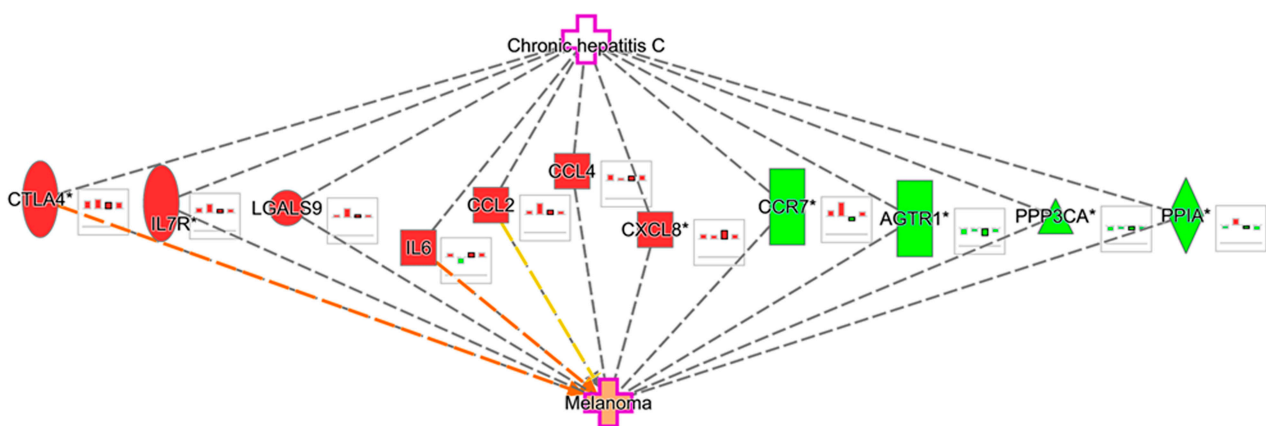 Chronic hepatitis C
CTLA4*
IL7R*
LGALS9
IL6
CCL2
CCL4
CXCL8*
CCR7*
AGTR1*
PPP3CA*
PPIA*
Melanoma